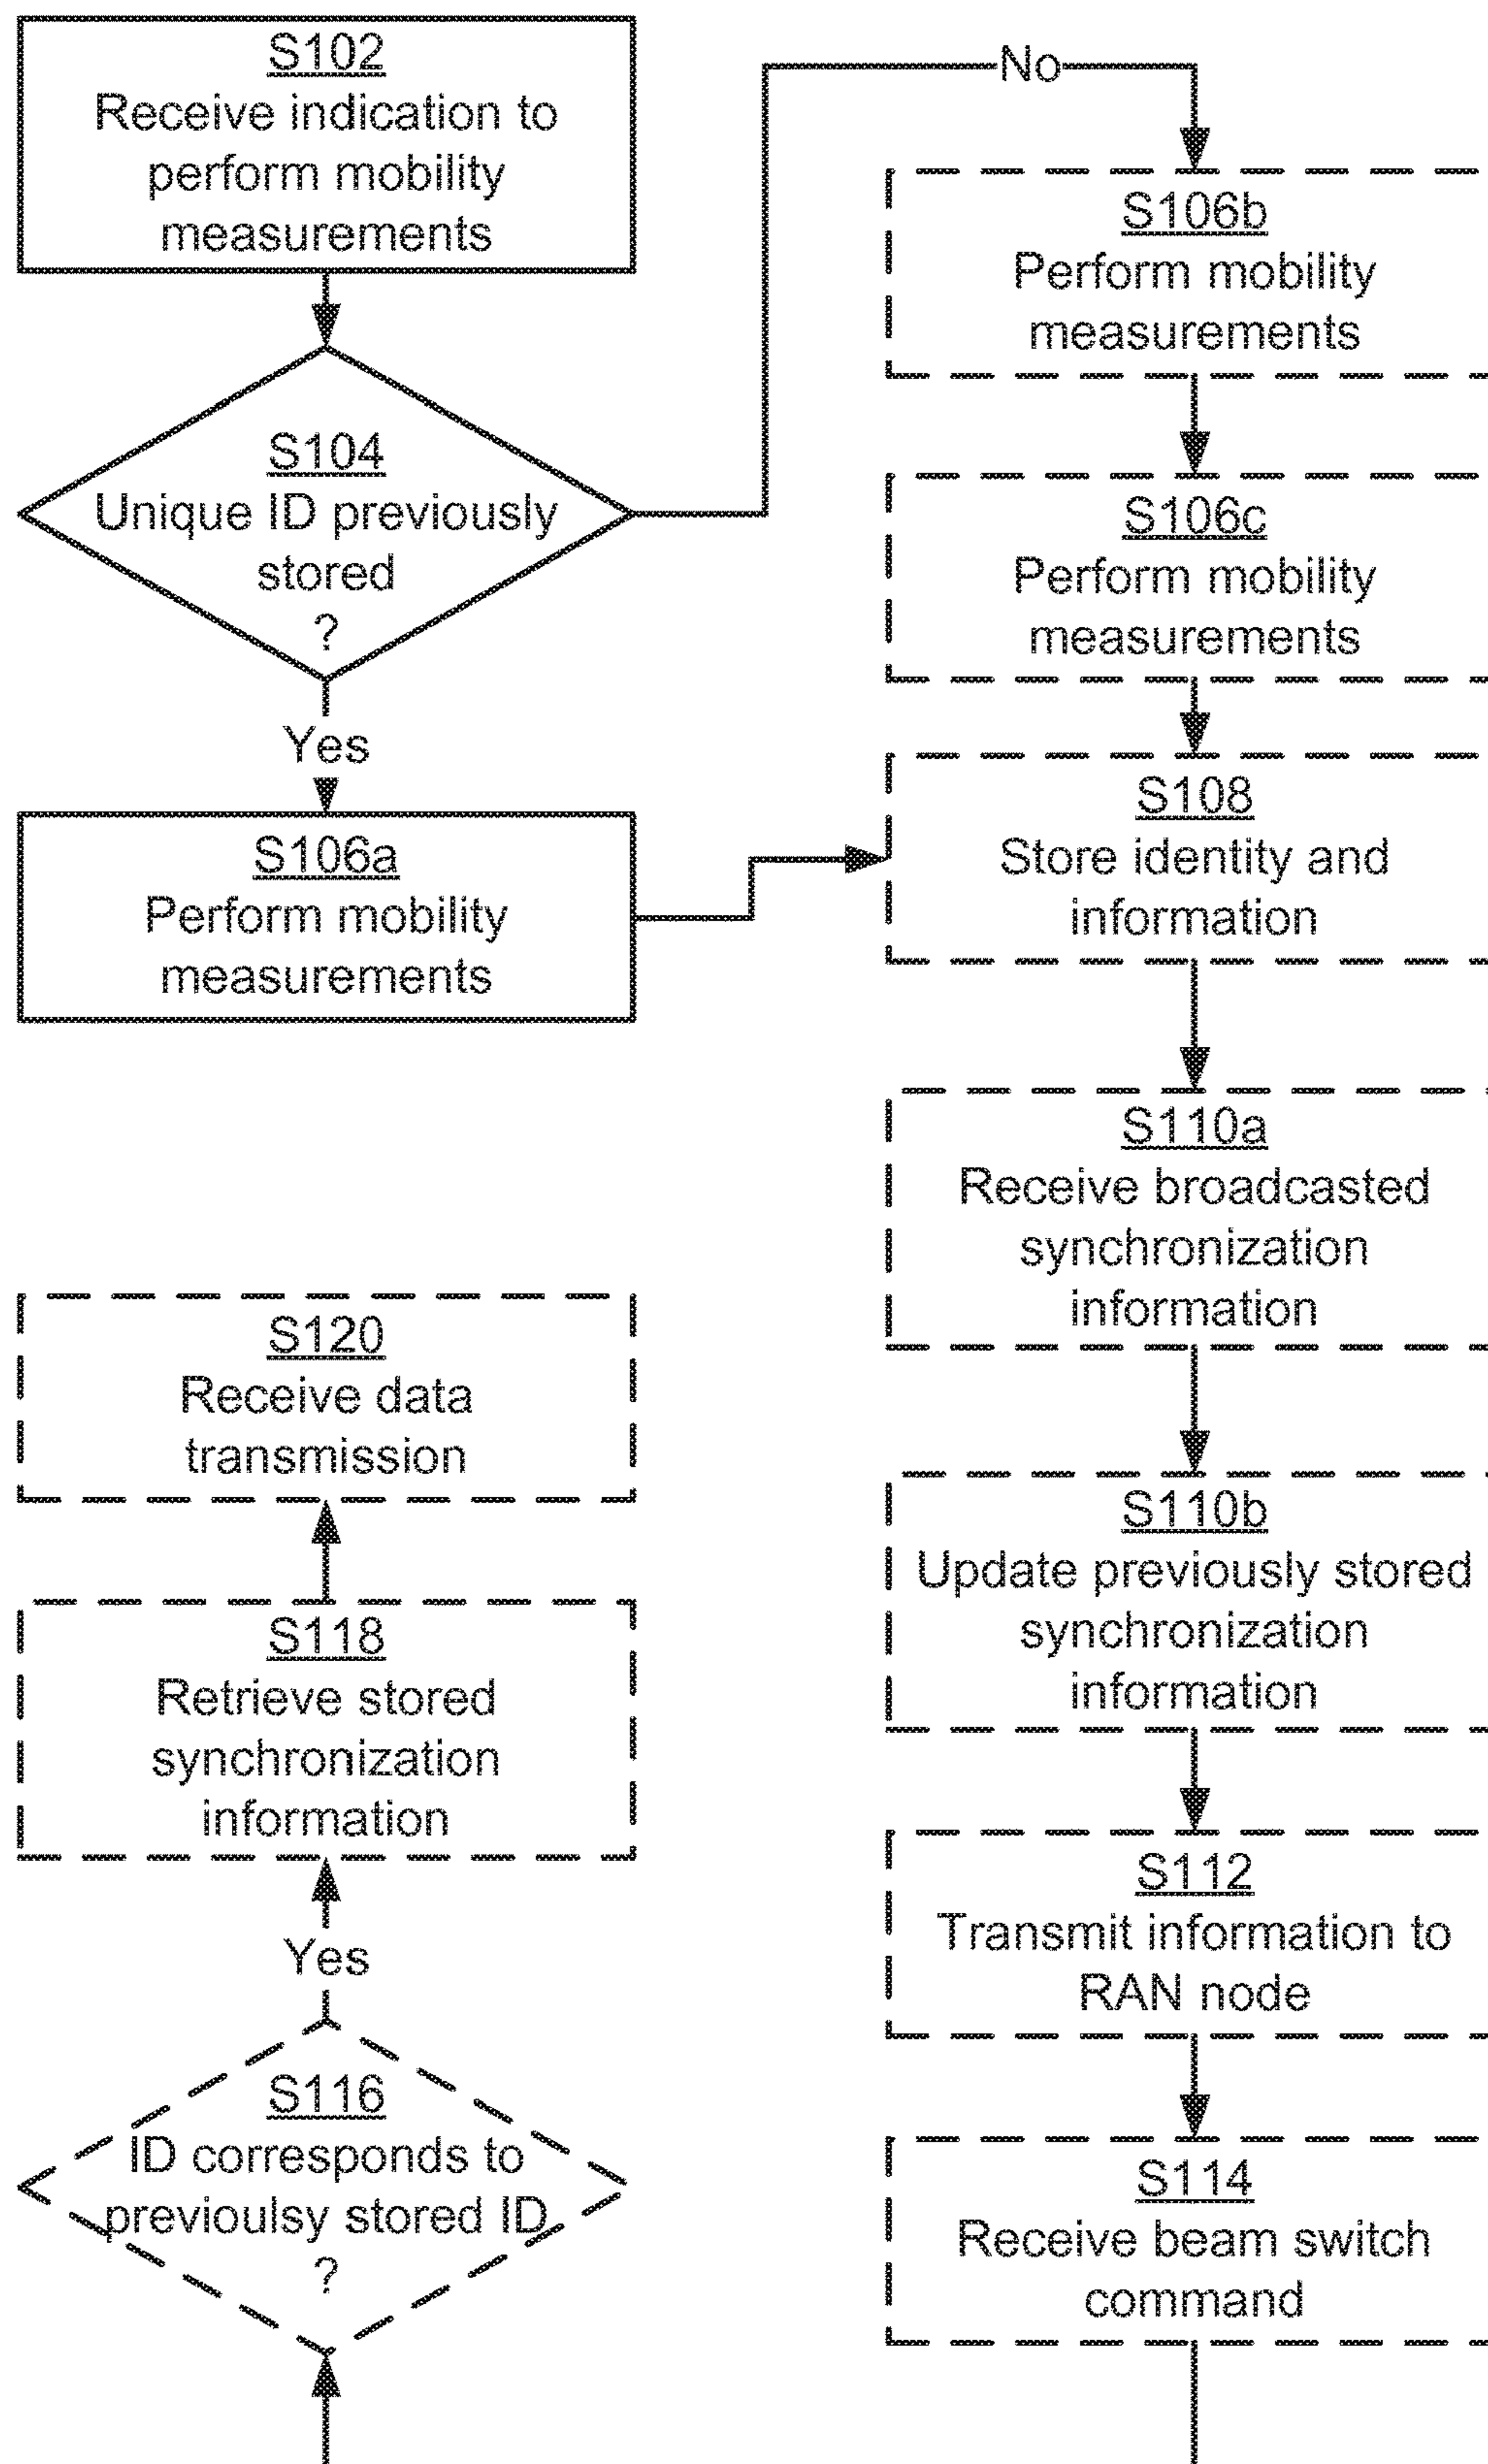 S102
Receive indication to
perform mobility
measurements
S104
Unique ID previously
stored
?
Yes
S106a
Perform mobility
measurements
No
S106b
Perform mobility
measurements
S106c
Perform mobility
measurements
S108
Store identity and
information
S110a
Receive broadcasted
synchronization
information
S110b
Update previously stored
synchronization
information
S112
Transmit information to
RAN node
S114
Receive beam switch
command
S116
ID corresponds to
previoulsy stored ID
?
Yes
S118
Retrieve stored
synchronization
information
S120
Receive data
transmission